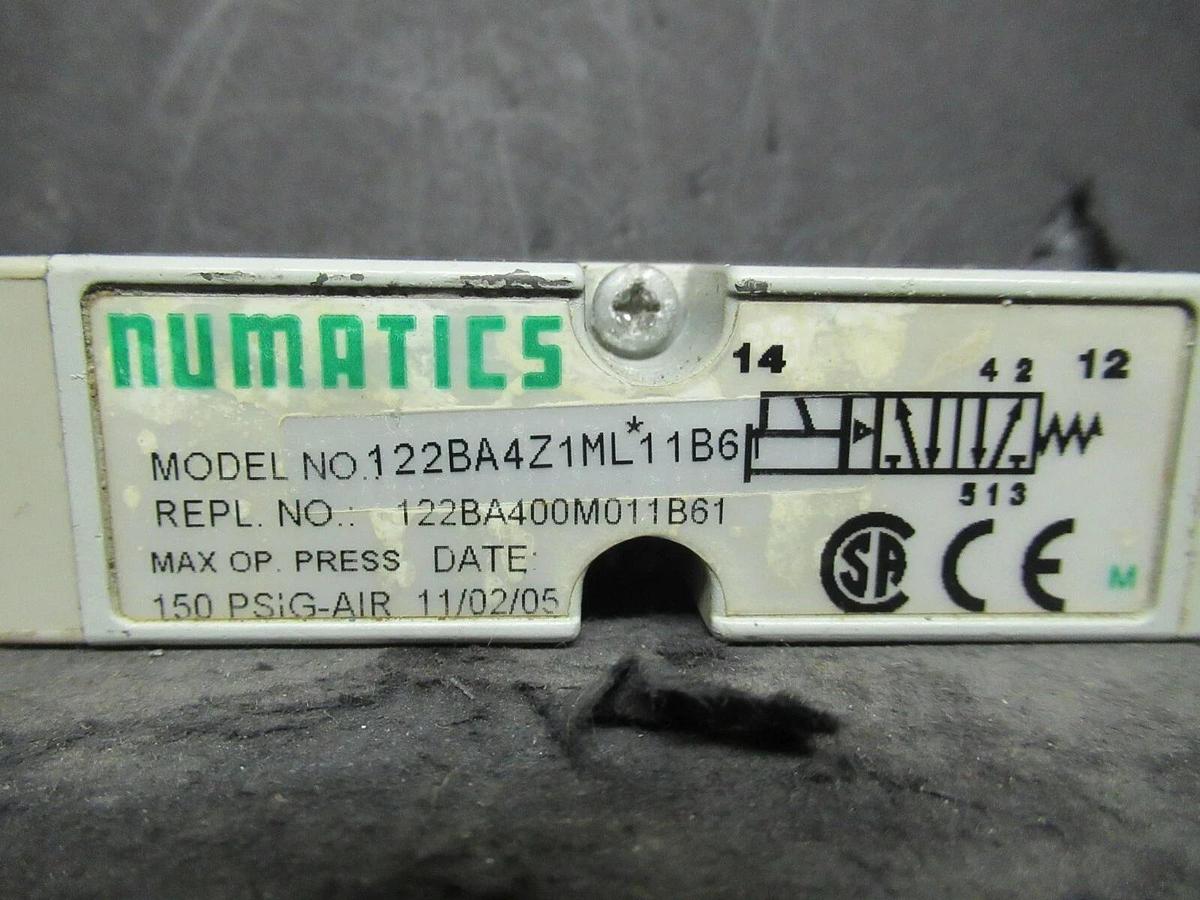 NUMATICS
MODEL NO.: 122BA4Z1ML*11B6
REPL. NO.: 122BA400M011B61
MAX OP. PRESS DATE:
150 PSIG-AIR 11/02/05
14 4 2 12
5 1 3
SA CE M